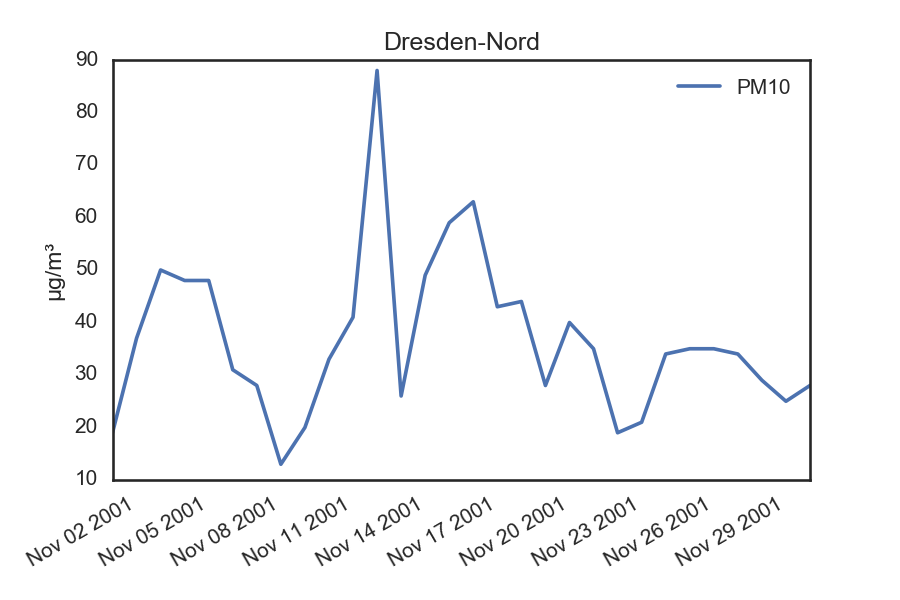 Dresden-Nord
PM10
90
80
70
60
50
40
30
20
10
µg/m³
Nov 02 2001
Nov 05 2001
Nov 08 2001
Nov 11 2001
Nov 14 2001
Nov 17 2001
Nov 20 2001
Nov 23 2001
Nov 26 2001
Nov 29 2001